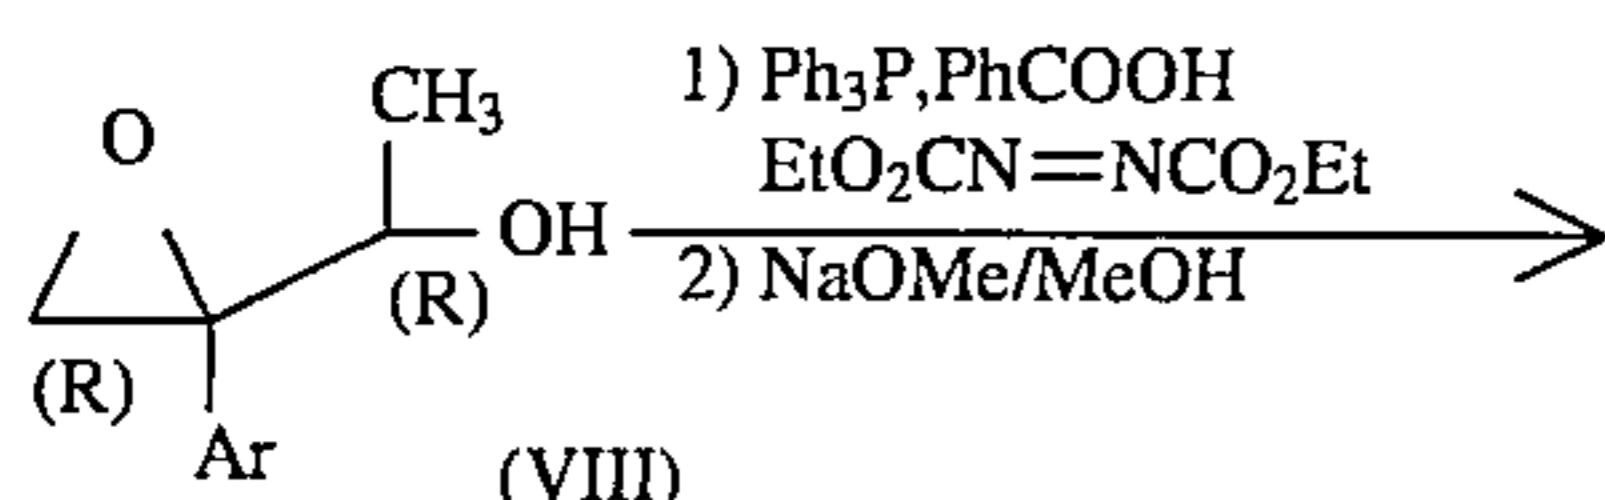 O
CH₃
OH
(R)
(R)
Ar
(VIII)
1) Ph₃P,PhCOOH
EtO₂CN=NCO₂Et
2) NaOMe/MeOH